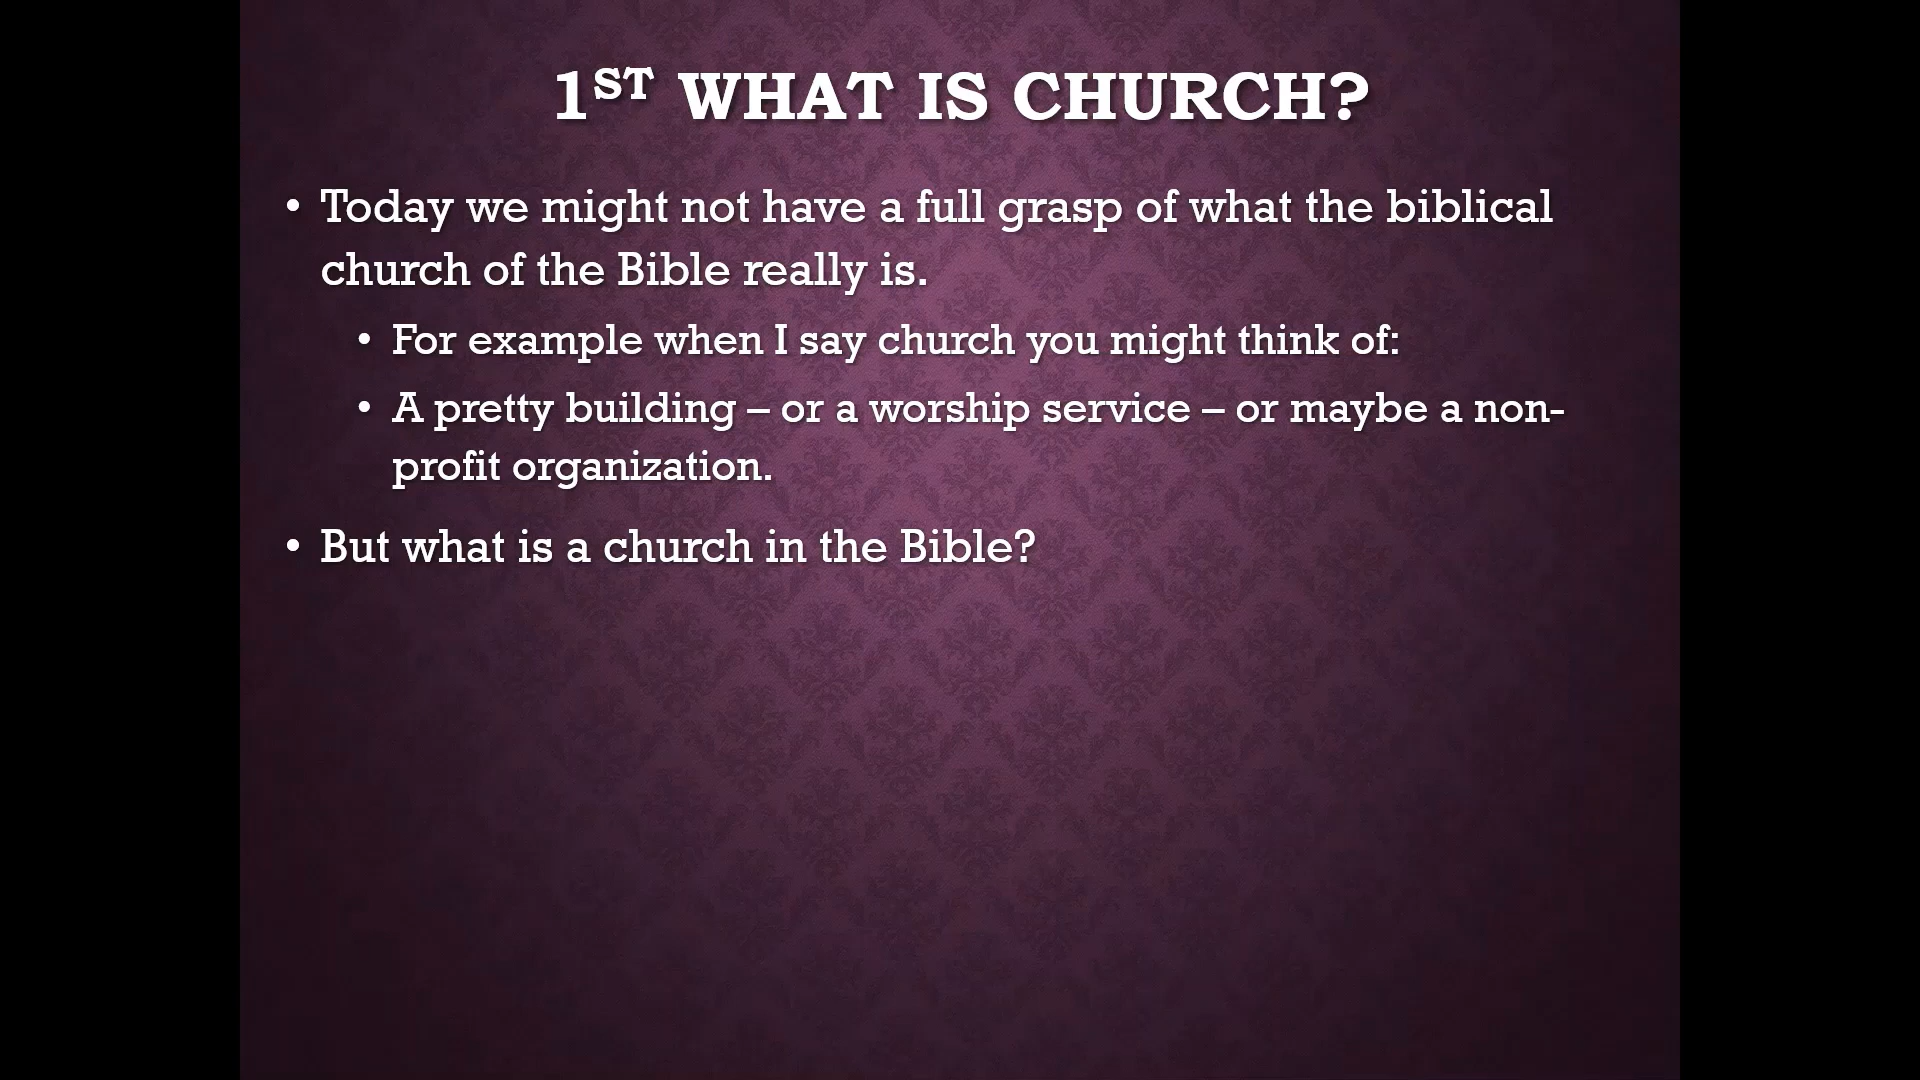 1ST WHAT IS CHURCH?
• Today we might not have a full grasp of what the biblical
church of the Bible really is.
• For example when I say church you might think of:
• A pretty building – or a worship service – or maybe a non-
profit organization.
• But what is a church in the Bible?